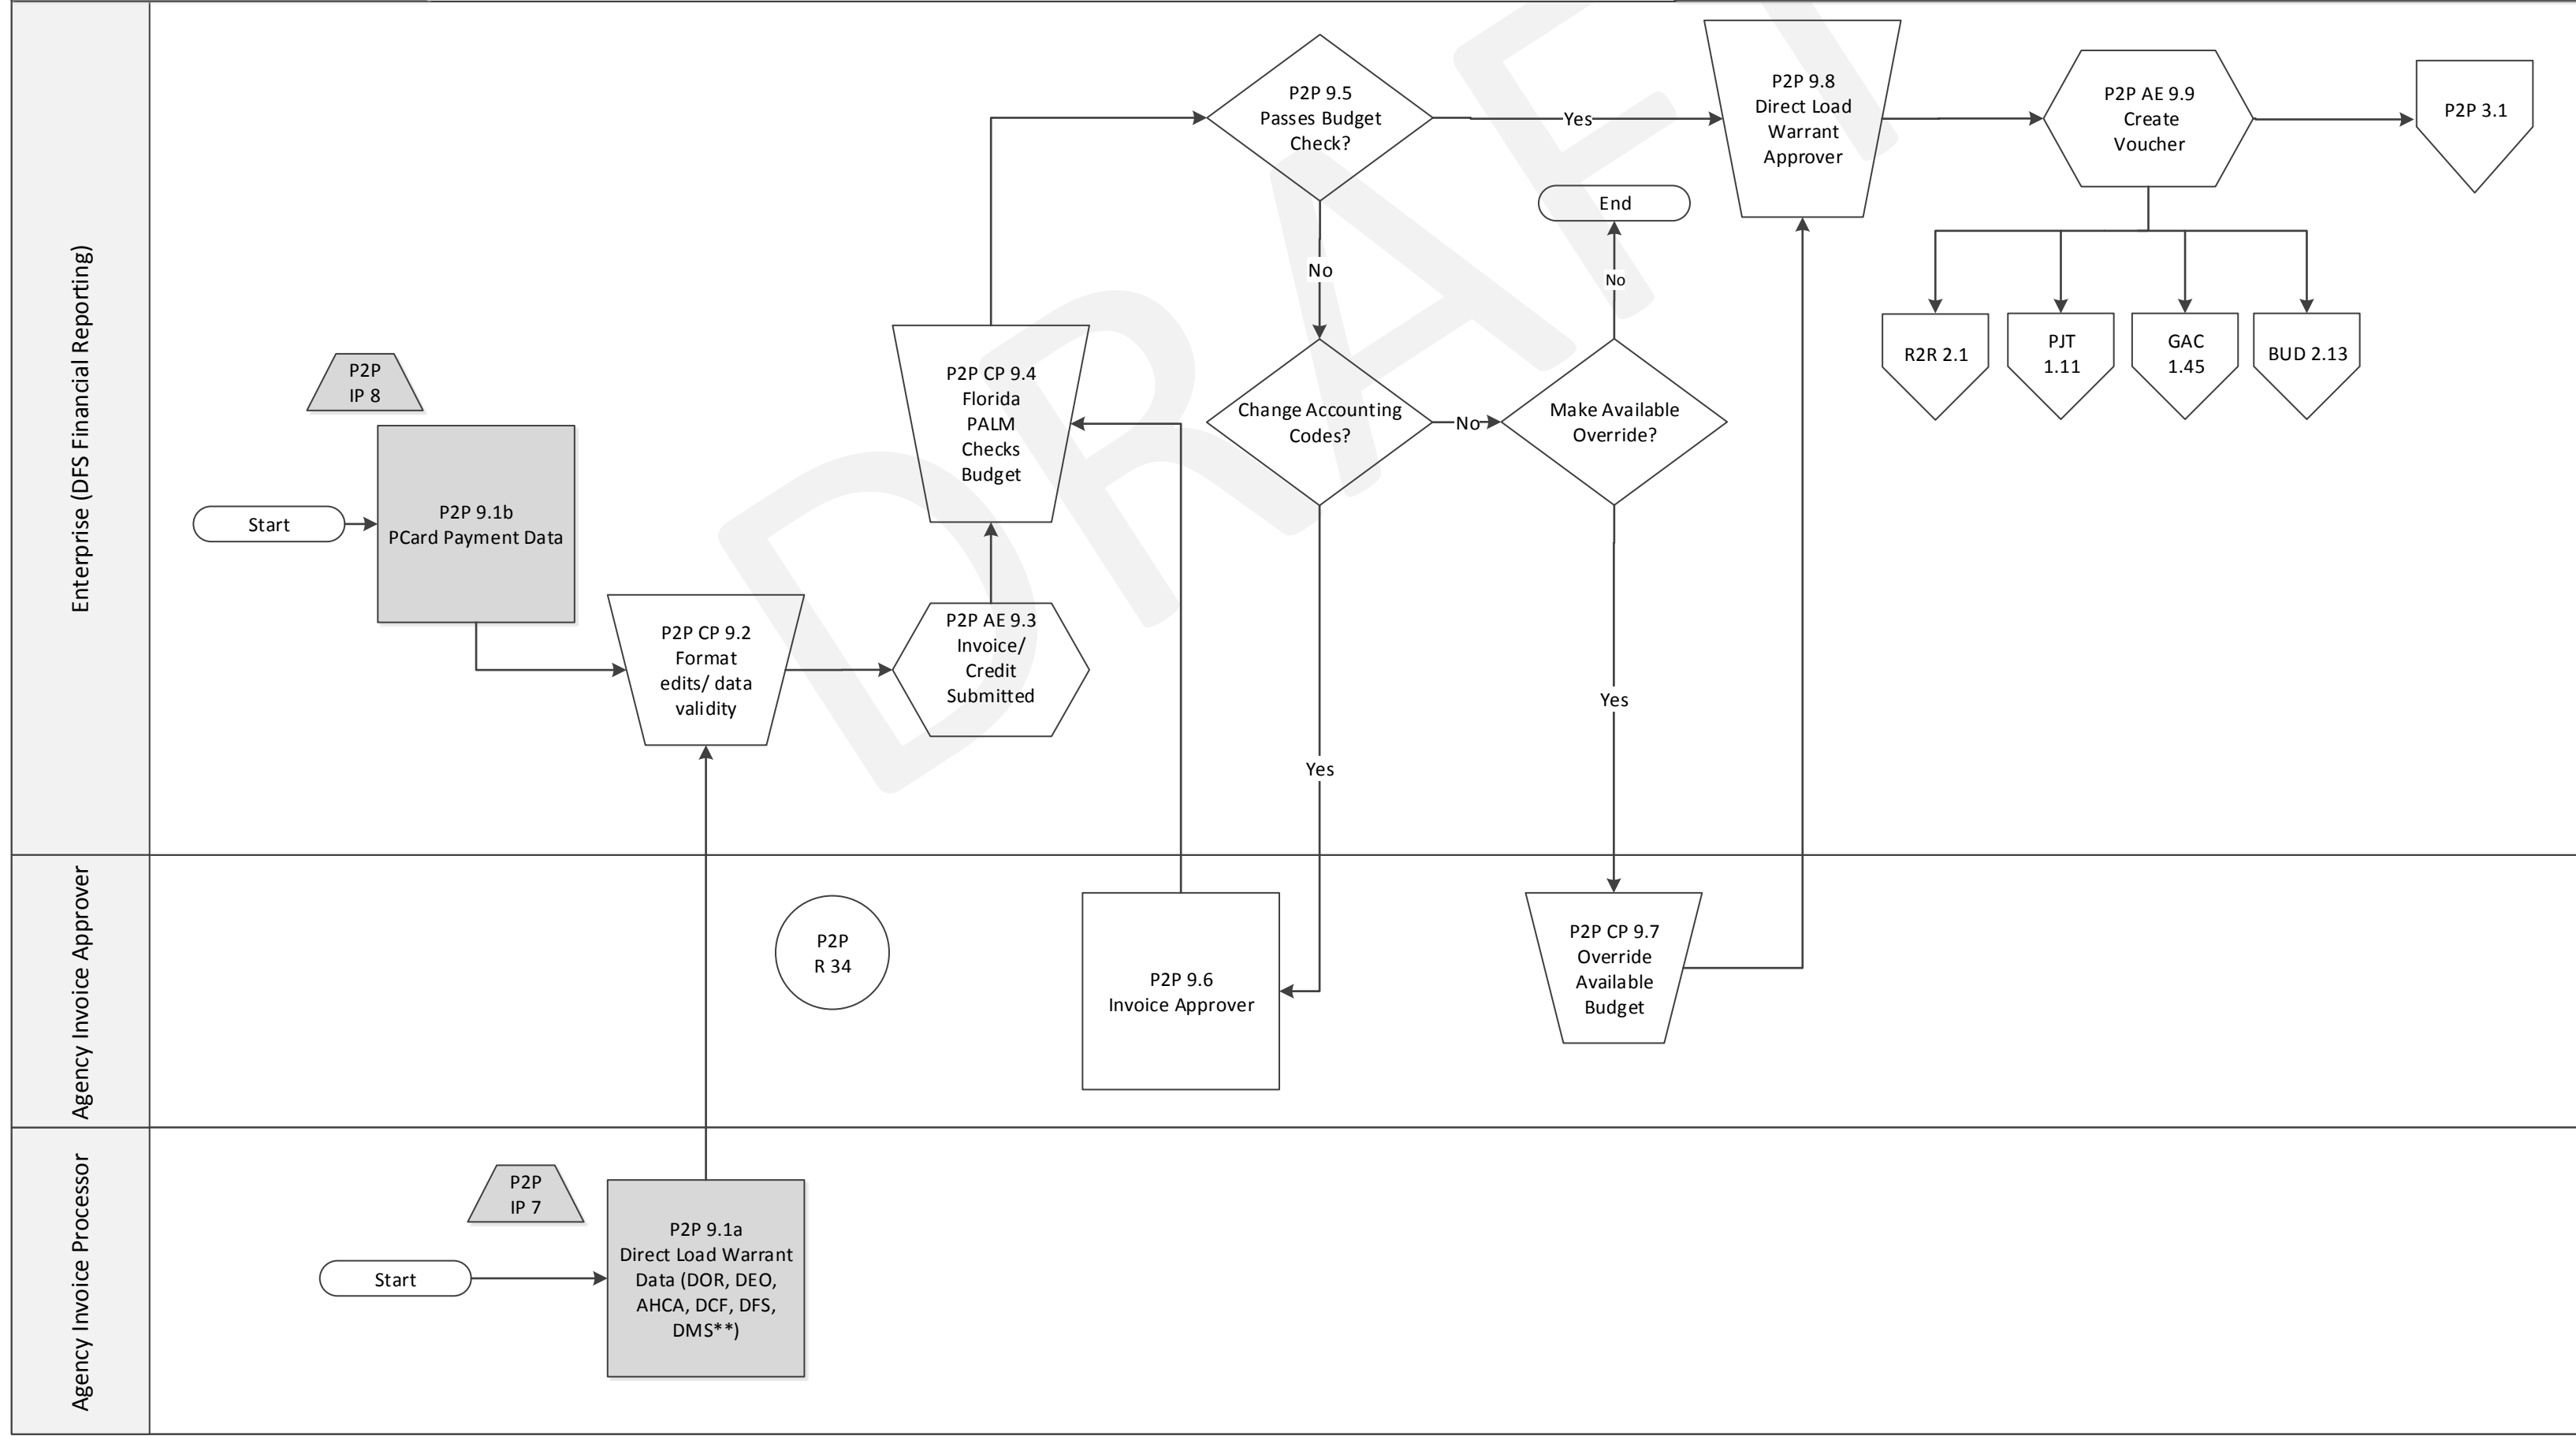 Enterprise (DFS Financial Reporting)
P2P
IP 8
Start
P2P 9.1b
PCard Payment Data
P2P CP 9.2
Format
edits/ data
validity
P2P AE 9.3
Invoice/
Credit
Submitted
P2P CP 9.4
Florida
PALM
Checks
Budget
P2P 9.5
Passes Budget
Check?
Yes
No
Change Accounting
Codes?
No
Yes
Make Available
Override?
No
End
Yes
P2P 9.8
Direct Load
Warrant
Approver
P2P AE 9.9
Create
Voucher
P2P 3.1
R2R 2.1
PJT
1.11
GAC
1.45
BUD 2.13
DRAFT
Agency Invoice Approver
P2P
R 34
P2P 9.6
Invoice Approver
P2P CP 9.7
Override
Available
Budget
Agency Invoice Processor
P2P
IP 7
Start
P2P 9.1a
Direct Load Warrant
Data (DOR, DEO,
AHCA, DCF, DFS,
DMS**)